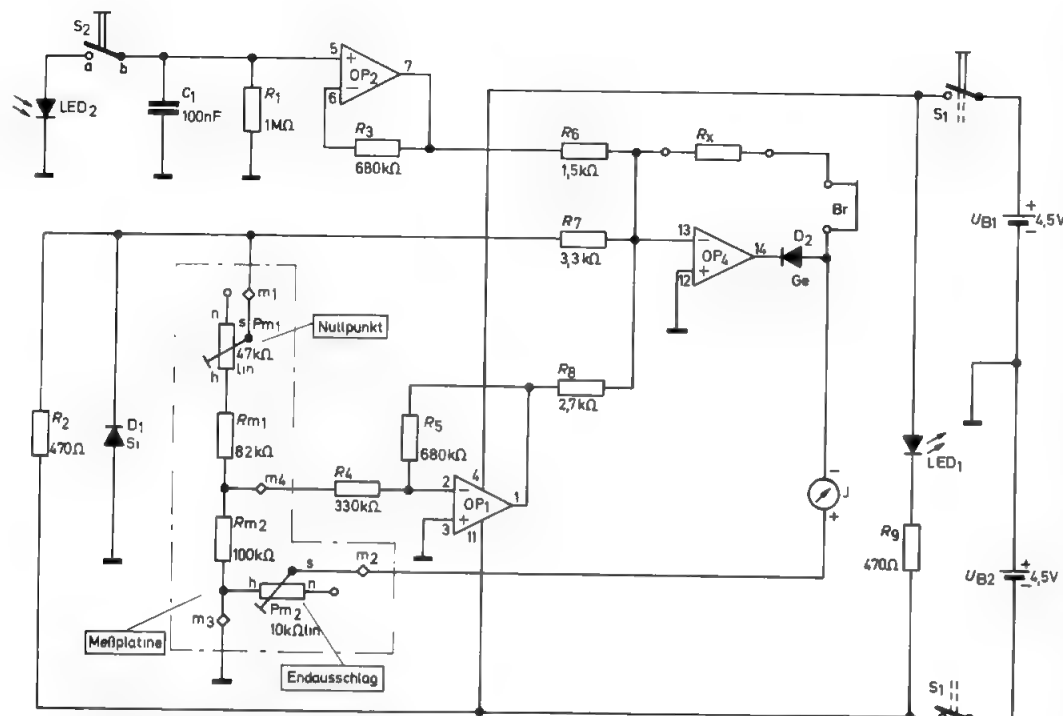 S2
a
b
LED2
C1
100nF
R1
1MΩ
5
+
OP2
7
6
−
R3
680kΩ
R6
1,5kΩ
Rx
S1
Br
UB1
+
4,5V
−
R7
3,3kΩ
13
−
OP4
14
12
+
D2
Ge
m1
n
s
Pm1
47kΩ
lin
h
Nullpunkt
R8
2,7kΩ
R2
470Ω
D1
Si
Rm1
82kΩ
R5
680kΩ
m4
R4
330kΩ
2
−
4
OP1
1
3
+
11
LED1
−
J
+
Rm2
100kΩ
R9
470Ω
m2
s
h
n
Pm2
10kΩlin
m3
UB2
+
4,5V
−
Meßplatine
Endausschlag
S1